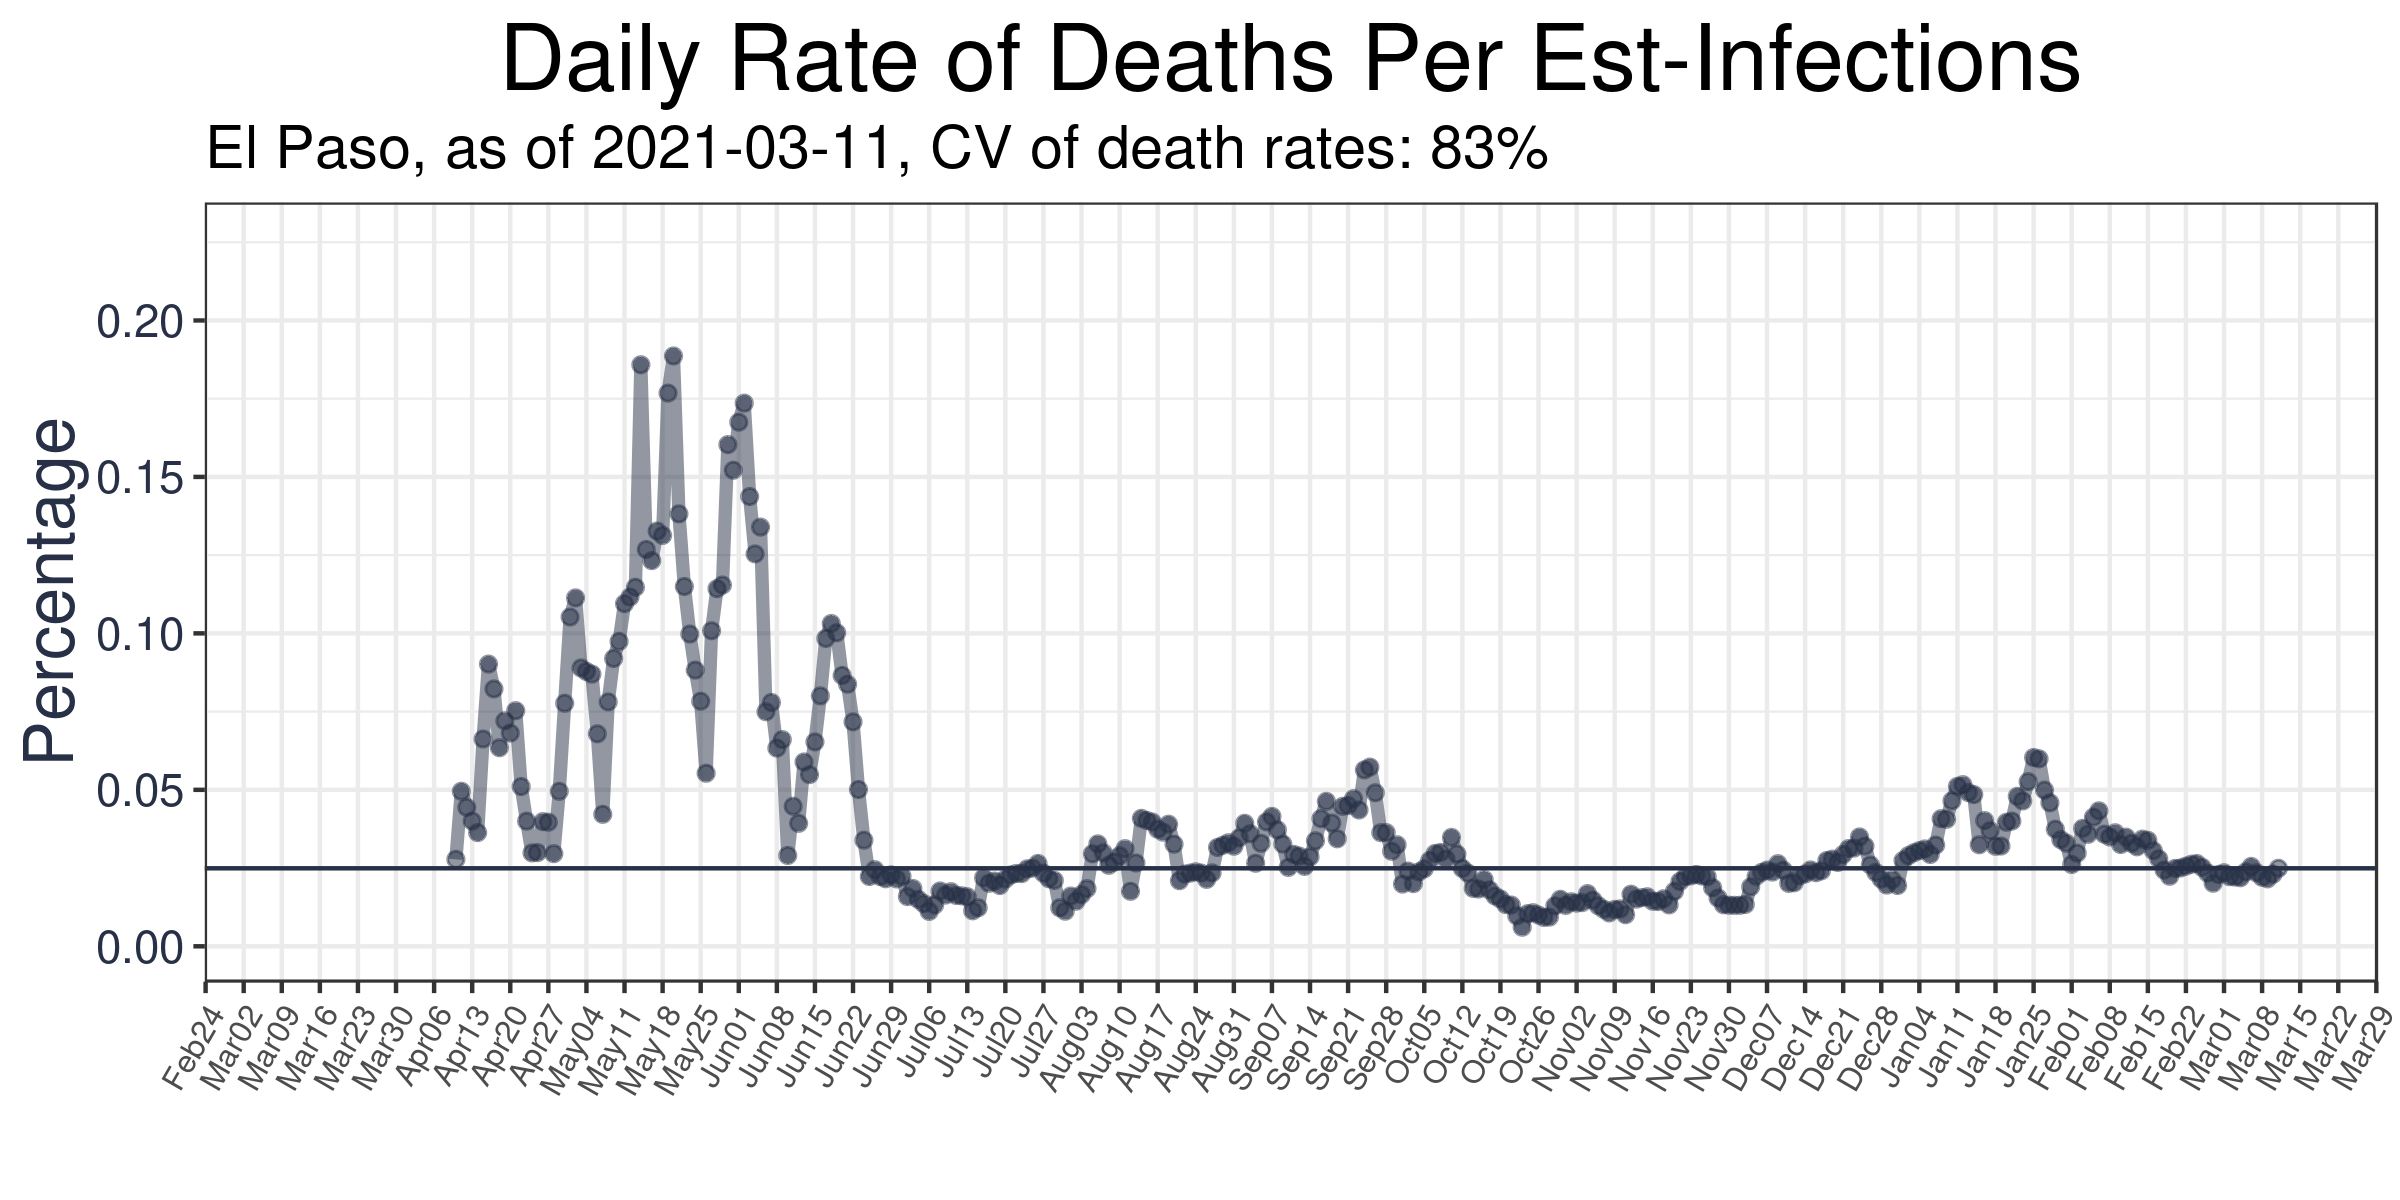 Daily Rate of Deaths Per Est-Infections
El Paso, as of 2021-03-11, CV of death rates: 83%
Percentage
0.20
0.15
0.10
0.05
0.00
Feb24 Mar02 Mar09 Mar16 Mar23 Mar30 Apr06 Apr13 Apr20 Apr27 May04 May11 May18 May25 Jun01 Jun08 Jun15 Jun22 Jun29 Jul06 Jul13 Jul20 Jul27 Aug03 Aug10 Aug17 Aug24 Aug31 Sep07 Sep14 Sep21 Sep28 Oct05 Oct12 Oct19 Oct26 Nov02 Nov09 Nov16 Nov23 Nov30 Dec07 Dec14 Dec21 Dec28 Jan04 Jan11 Jan18 Jan25 Feb01 Feb08 Feb15 Feb22 Mar01 Mar08 Mar15 Mar22 Mar29